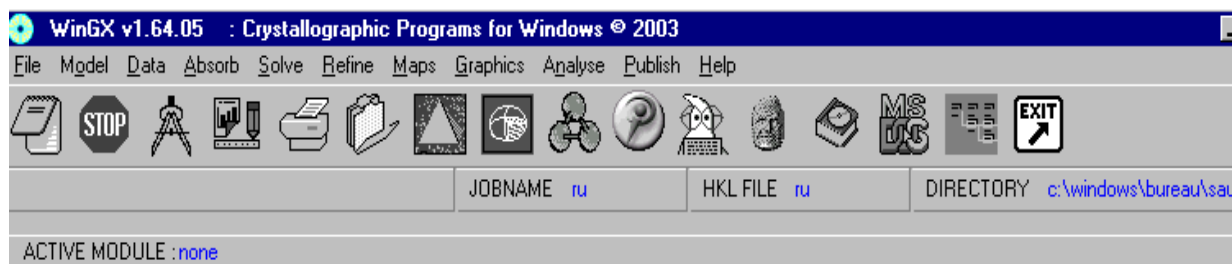 WinGX v1.64.05 : Crystallographic Programs for Windows © 2003
File Model Data Absorb Solve Refine Maps Graphics Analyse Publish Help
STOP MS DOS EXIT
JOBNAME ru HKL FILE ru DIRECTORY c:\windows\bureau\sau
ACTIVE MODULE : none